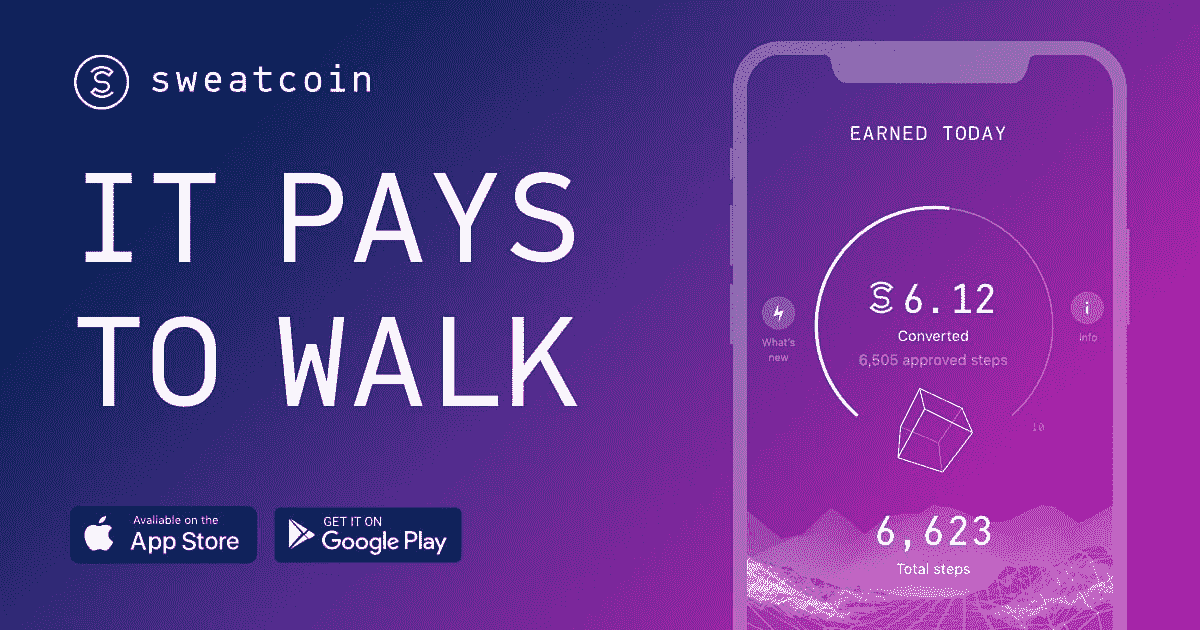 sweatcoin
IT PAYS
TO WALK
Available on the
App Store
GET IT ON
Google Play
EARNED TODAY
6.12
Converted
6,505 approved steps
What's
new
i
Info
10
6,623
Total steps